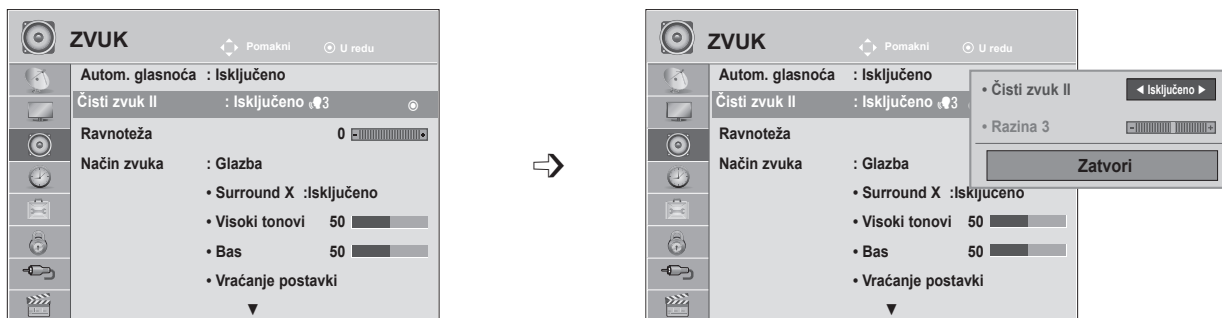 ZVUK
Pomakni
U redu
Autom. glasnoća : Isključeno
Čisti zvuk II : Isključeno 3
Ravnoteža 0 - +
Način zvuka : Glazba
• Surround X :Isključeno
• Visoki tonovi 50
• Bas 50
• Vraćanje postavki
▼
ZVUK
Pomakni
U redu
Autom. glasnoća : Isključeno
Čisti zvuk II : Isključeno 3
Ravnoteža
Način zvuka : Glazba
• Surround X :Isključeno
• Visoki tonovi 50
• Bas 50
• Vraćanje postavki
▼
• Čisti zvuk II ◀ Isključeno ▶
• Razina 3 - +
Zatvori